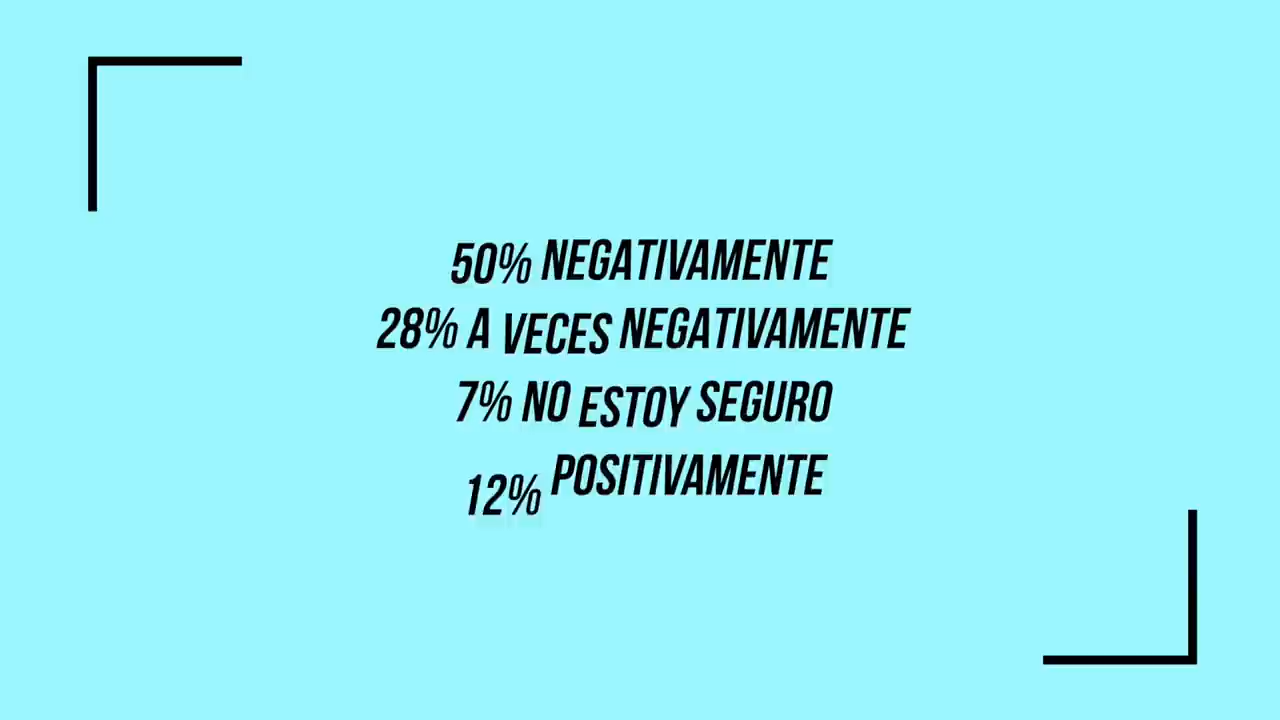 50% NEGATIVAMENTE
28% A VECES NEGATIVAMENTE
7% NO ESTOY SEGURO
12% POSITIVAMENTE